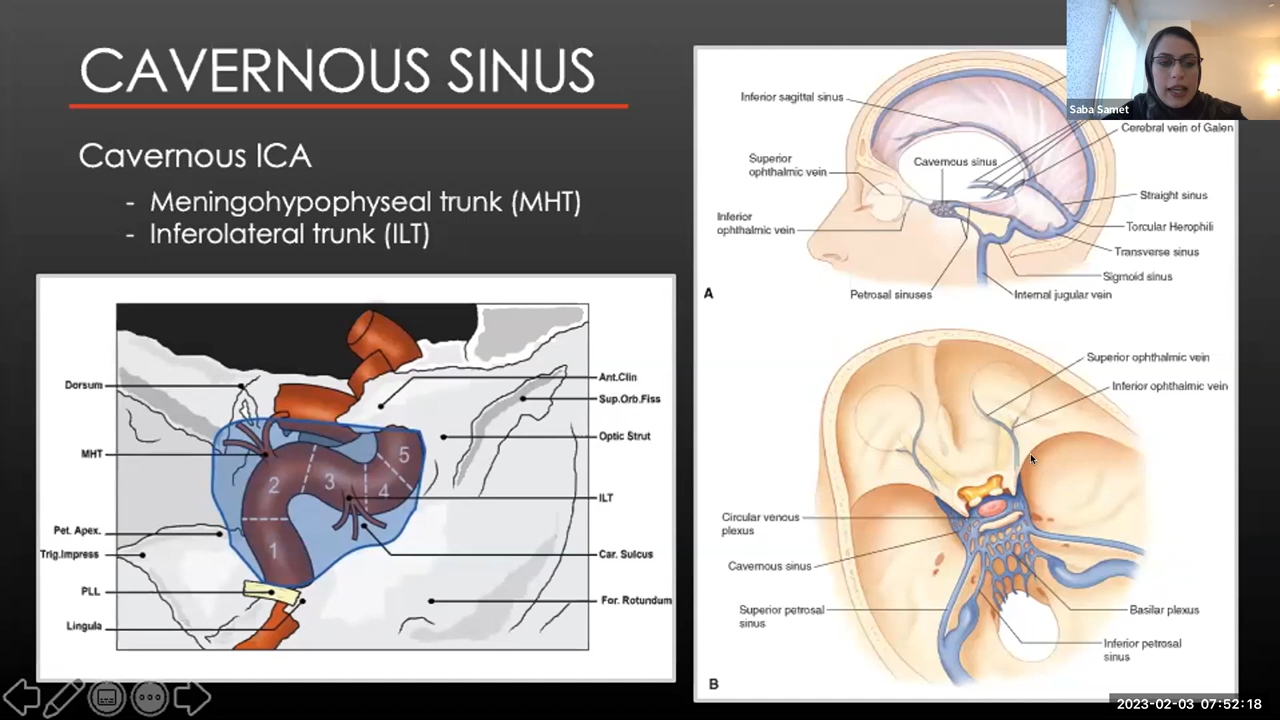 CAVERNOUS SINUS
Cavernous ICA
- Meningohypophyseal trunk (MHT)
- Inferolateral trunk (ILT)
Dorsum
MHT
Pet. Apex.
Trig.Impress
PLL
Lingula
1
2
3
4
5
Ant.Clin
Sup.Orb.Fiss
Optic Strut
ILT
Car. Sulcus
For. Rotundum
Inferior sagittal sinus
Superior
ophthalmic vein
Cavernous sinus
Inferior
ophthalmic vein
Petrosal sinuses
Cerebral vein of Galen
Straight sinus
Torcular Herophili
Transverse sinus
Sigmoid sinus
Internal jugular vein
A
Superior ophthalmic vein
Inferior ophthalmic vein
Circular venous
plexus
Cavernous sinus
Superior petrosal
sinus
Basilar plexus
Inferior petrosal
sinus
B
Saba Samet
2023-02-03 07:52:18